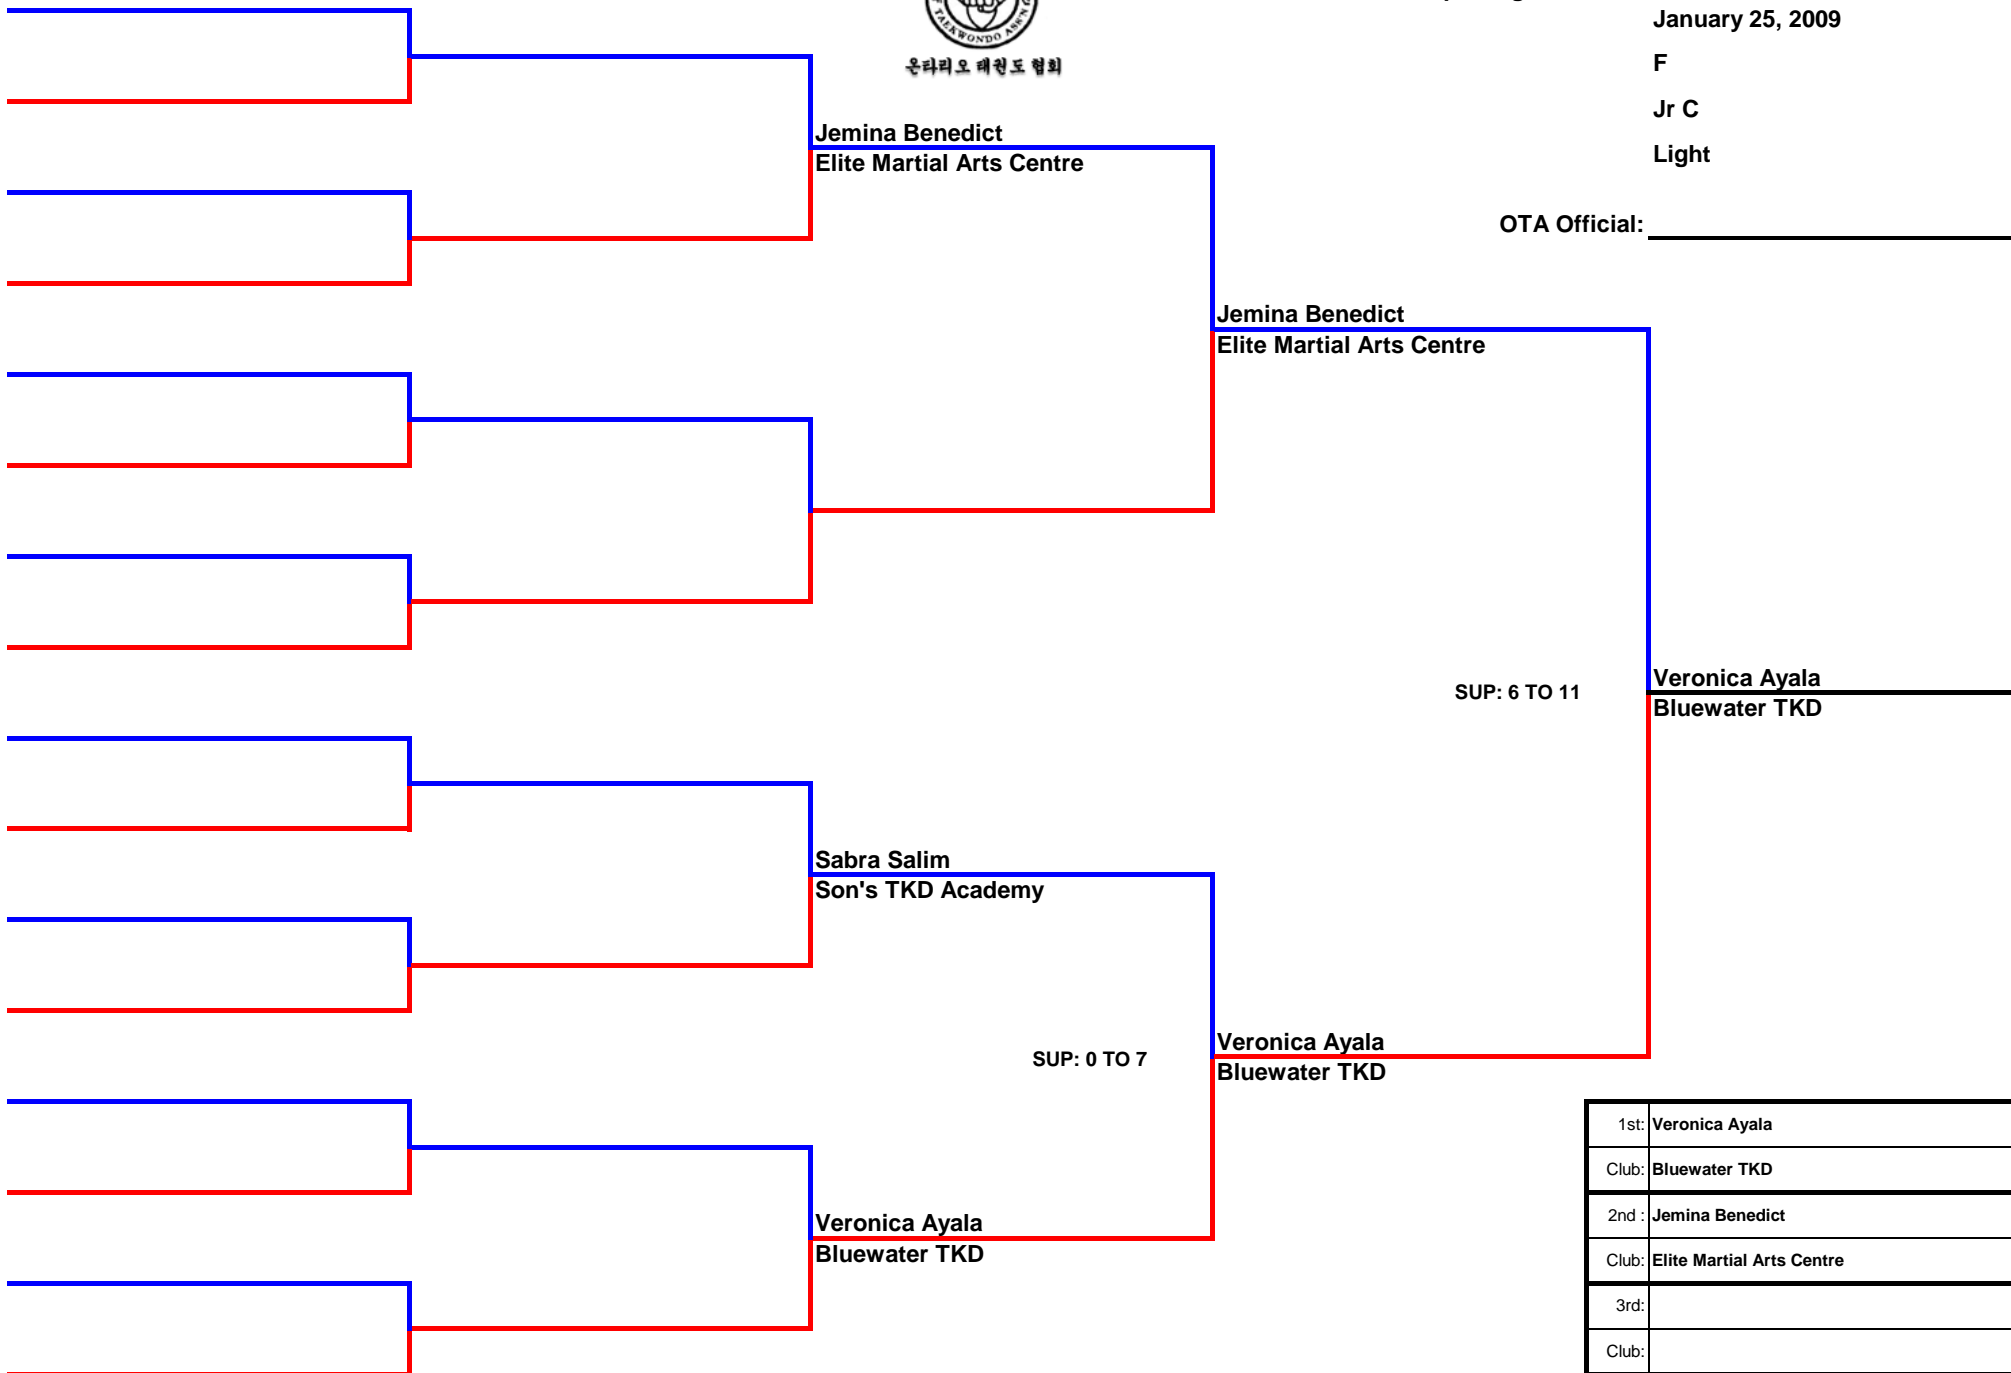 F TAEKWONDO ASS'N
온타리오 태권도 협회
January 25, 2009
F
Jr C
Light
OTA Official:
Jemina Benedict
Elite Martial Arts Centre
Jemina Benedict
Elite Martial Arts Centre
SUP: 6 TO 11
Veronica Ayala
Bluewater TKD
Sabra Salim
Son's TKD Academy
SUP: 0 TO 7
Veronica Ayala
Bluewater TKD
Veronica Ayala
Bluewater TKD
1st: Veronica Ayala
Club: Bluewater TKD
2nd : Jemina Benedict
Club: Elite Martial Arts Centre
3rd:
Club: